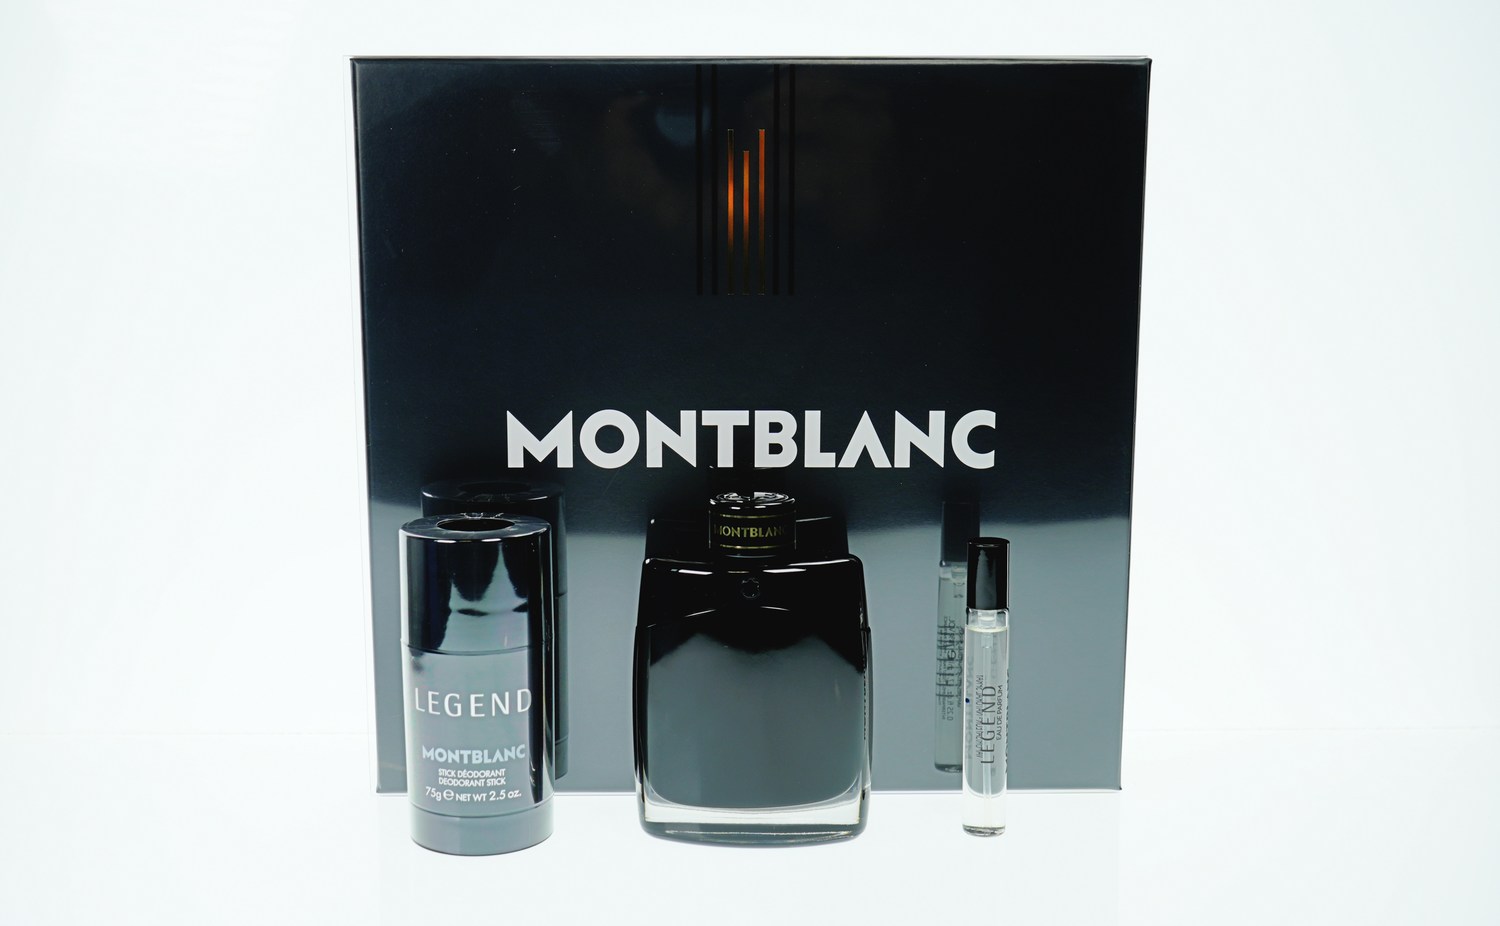 MONTBLANC
MONTBLANC
LEGEND
MONTBLANC
STICK DÉODORANT
DEODORANT STICK
75g ℮ NET WT 2.5 oz.
LEGEND
EAU DE PARFUM